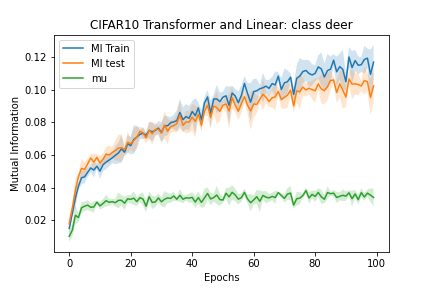 CIFAR10 Transformer and Linear: class deer
MI Train
MI test
mu
Mutual Information
0.12
0.10
0.08
0.06
0.04
0.02
0 20 40 60 80 100
Epochs